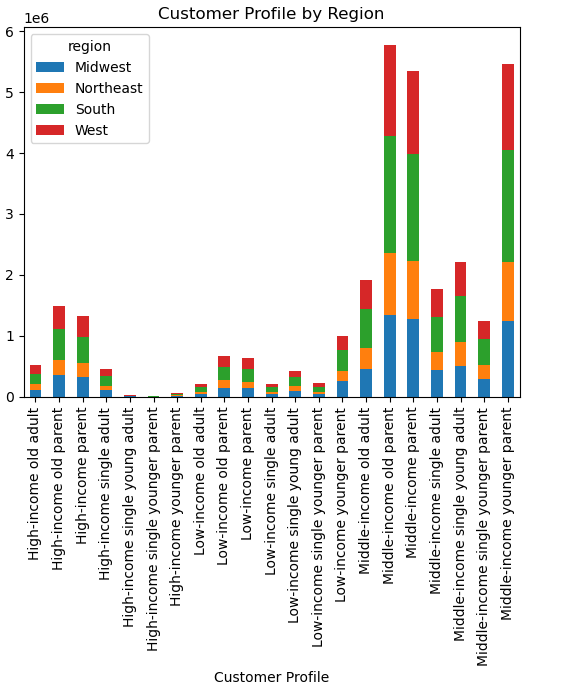 Customer Profile by Region
1e6
region
Midwest
Northeast
South
West
6
5
4
3
2
1
0
High-income old adult
High-income old parent
High-income parent
High-income single adult
High-income single young adult
High-income single younger parent
High-income younger parent
Low-income old adult
Low-income old parent
Low-income parent
Low-income single adult
Low-income single young adult
Low-income single younger parent
Low-income younger parent
Middle-income old adult
Middle-income old parent
Middle-income parent
Middle-income single adult
Middle-income single young adult
Middle-income single younger parent
Middle-income younger parent
Customer Profile